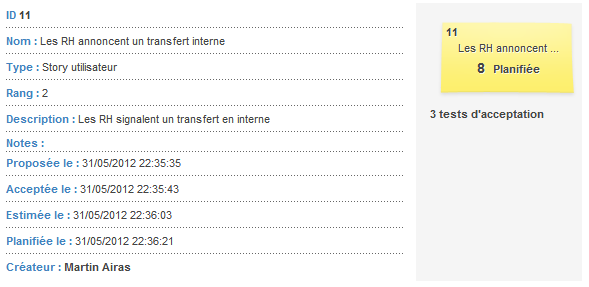 ID 11
Nom : Les RH annoncent un transfert interne
Type : Story utilisateur
Rang : 2
Description : Les RH signalent un transfert en interne
Notes :
Proposée le : 31/05/2012 22:35:35
Acceptée le : 31/05/2012 22:35:43
Estimée le : 31/05/2012 22:36:03
Planifiée le : 31/05/2012 22:36:21
Créateur : Martin Airas
11
Les RH annoncent ...
8 Planifiée
3 tests d'acceptation